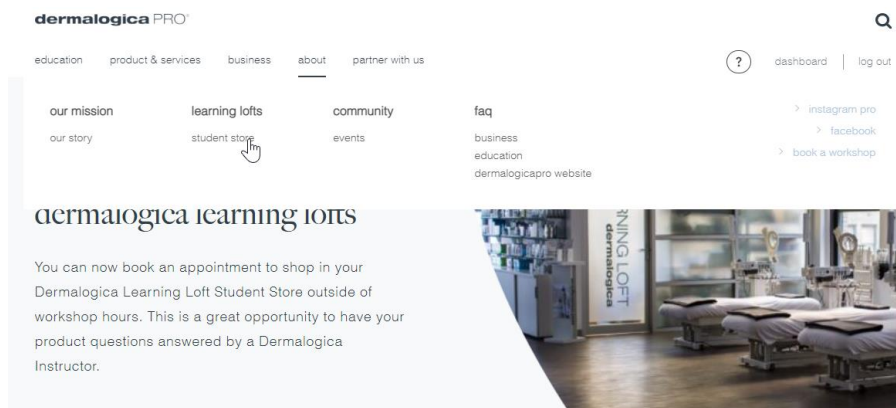 dermalogica PRO
education product & services business about partner with us
? dashboard log out
our mission learning lofts community faq
our story student store events business
education
dermalogicapro website
> instagram pro
> facebook
> book a workshop
dermalogica learning lofts
You can now book an appointment to shop in your
Dermalogica Learning Loft Student Store outside of
workshop hours. This is a great opportunity to have your
product questions answered by a Dermalogica
Instructor.
RNING LOFT
dermalogica